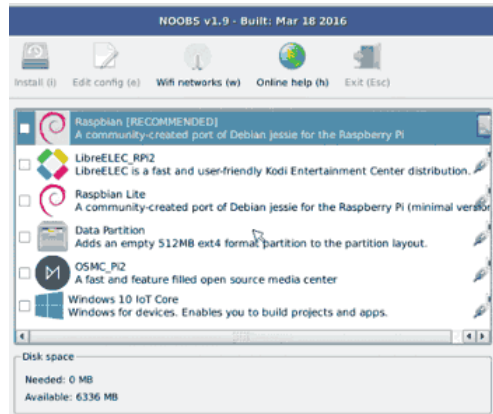 NOOBS v1.9 - Built: Mar 18 2016
Install (i) Edit config (e) Wifi networks (w) Online help (h) Exit (Esc)
Raspbian [RECOMMENDED]
A community-created port of Debian jessie for the Raspberry Pi
LibreELEC_RPi2
LibreELEC is a fast and user-friendly Kodi Entertainment Center distribution.
Raspbian Lite
A community-created port of Debian jessie for the Raspberry Pi (minimal version
Data Partition
Adds an empty 512MB ext4 format partition to the partition layout.
OSMC_Pi2
A fast and feature filled open source media center
Windows 10 IoT Core
Windows for devices. Enables you to build projects and apps.
Disk space
Needed: 0 MB
Available: 6336 MB